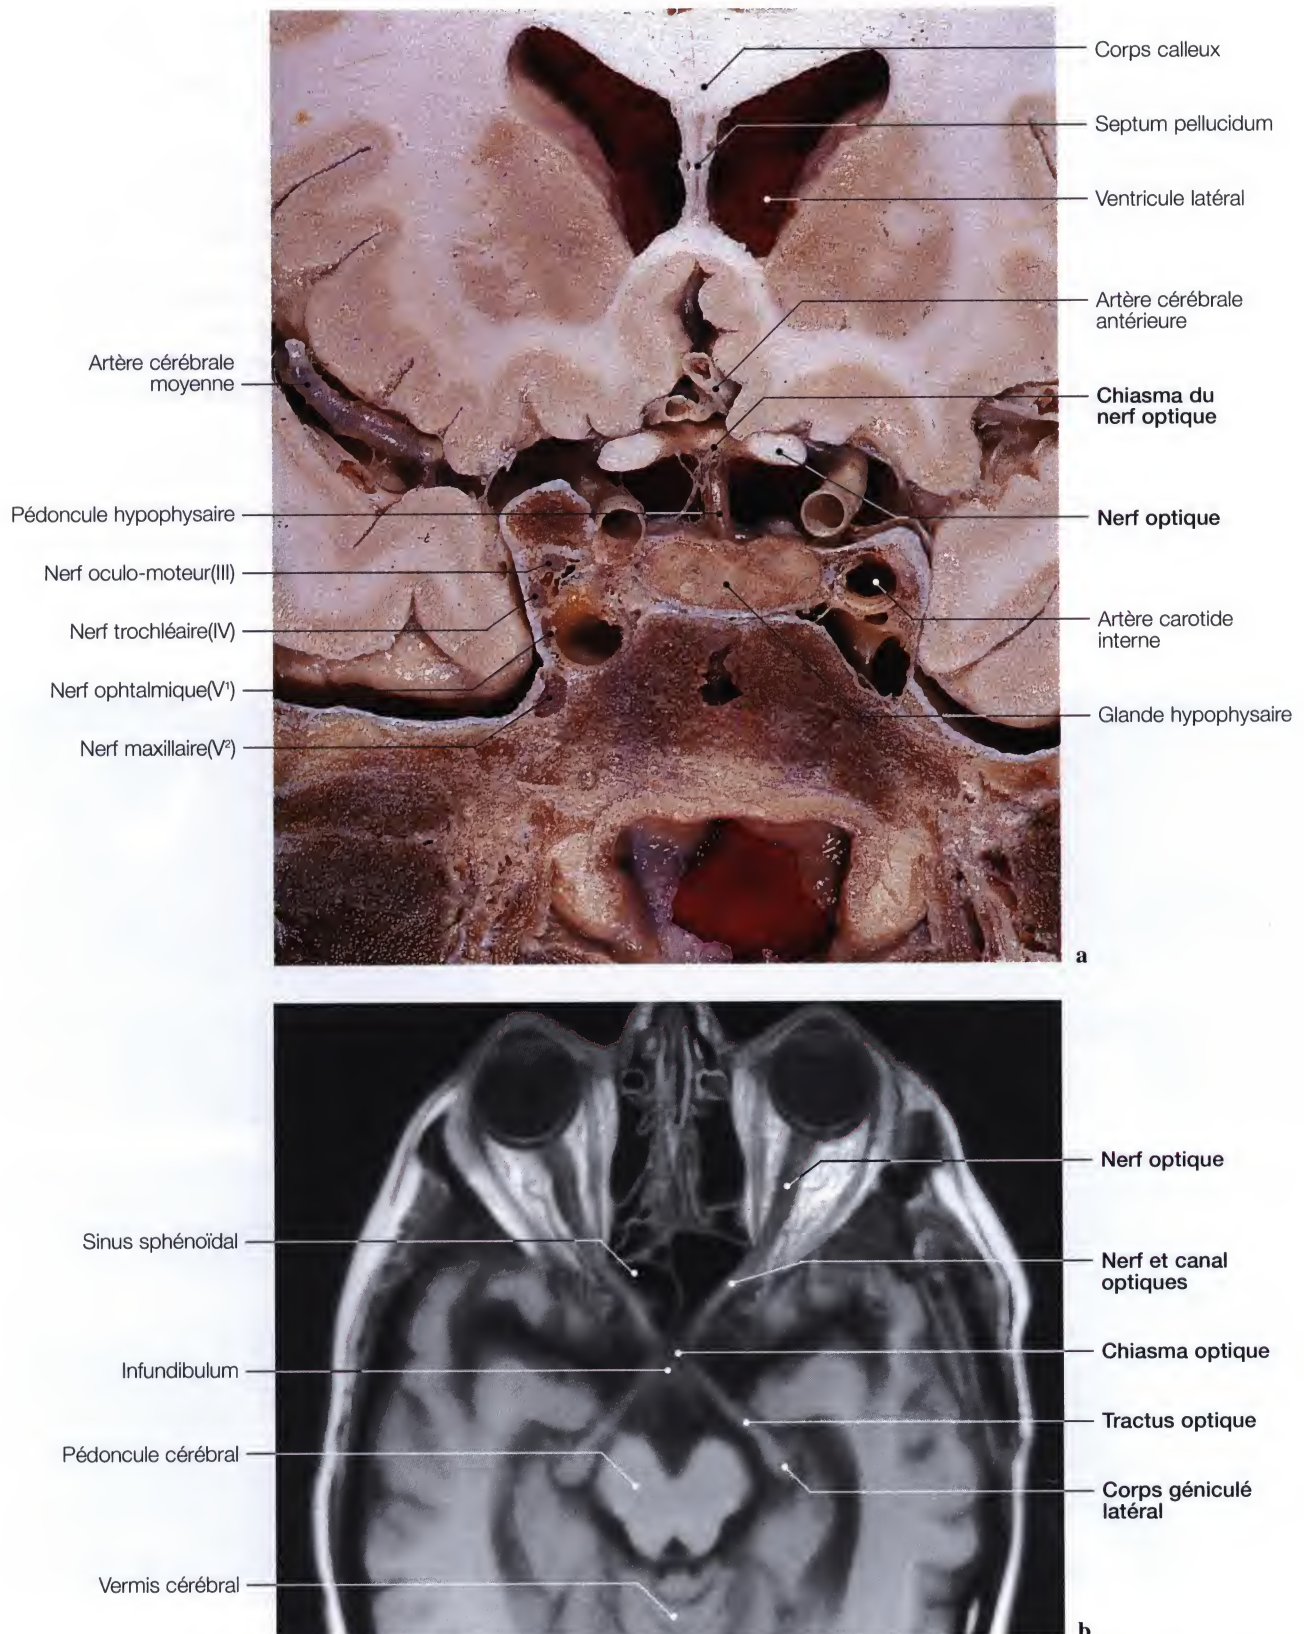 Corps calleux
Septum pellucidum
Ventricule latéral
Artère cérébrale
antérieure
Artère cérébrale
moyenne
Chiasma du
nerf optique
Pédoncule hypophysaire
Nerf optique
Nerf oculo-moteur(III)
Nerf trochléaire(IV)
Artère carotide
interne
Nerf ophtalmique(V¹)
Glande hypophysaire
Nerf maxillaire(V²)
a
Nerf optique
Sinus sphénoïdal
Nerf et canal
optiques
Chiasma optique
Infundibulum
Tractus optique
Pédoncule cérébral
Corps géniculé
latéral
Vermis cérébral
b